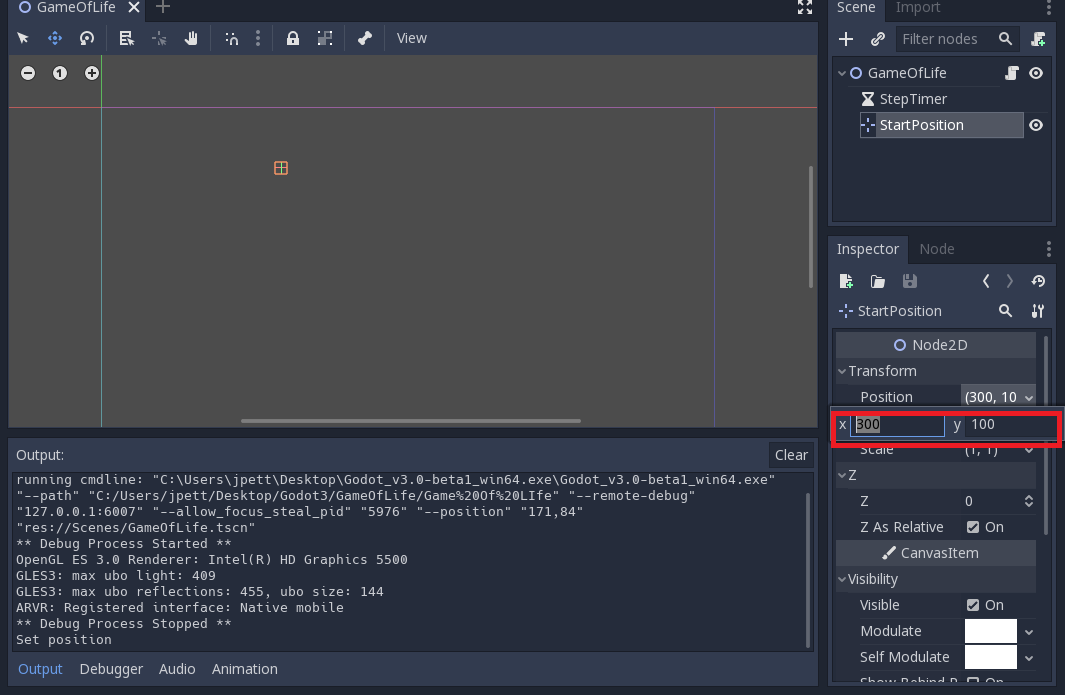 GameOfLife
Scene Import
View
Filter nodes
1
GameOfLife
StepTimer
StartPosition
Inspector Node
StartPosition
Node2D
Transform
Position (300, 10
x 300 y 100
Scale (1, 1)
Z
Z 0
Z As Relative On
CanvasItem
Visibility
Visible On
Modulate
Self Modulate
Show Behind P On
Output: Clear
running cmdline: "C:\Users\jpett\Desktop\Godot_v3.0-beta1_win64.exe\Godot_v3.0-beta1_win64.exe"
"--path" "C:/Users/jpett/Desktop/Godot3/GameOfLife/Game%20Of%20LIfe" "--remote-debug"
"127.0.0.1:6007" "--allow_focus_steal_pid" "5976" "--position" "171,84"
"res://Scenes/GameOfLife.tscn"
** Debug Process Started **
OpenGL ES 3.0 Renderer: Intel(R) HD Graphics 5500
GLES3: max ubo light: 409
GLES3: max ubo reflections: 455, ubo size: 144
ARVR: Registered interface: Native mobile
** Debug Process Stopped **
Set position
Output Debugger Audio Animation